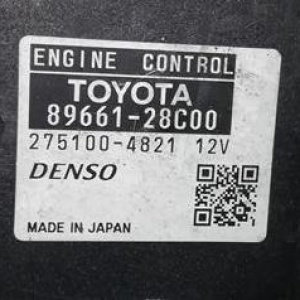 ENGINE CONTROL
TOYOTA
89661-28C00
275100-4821 12V
DENSO
MADE IN JAPAN